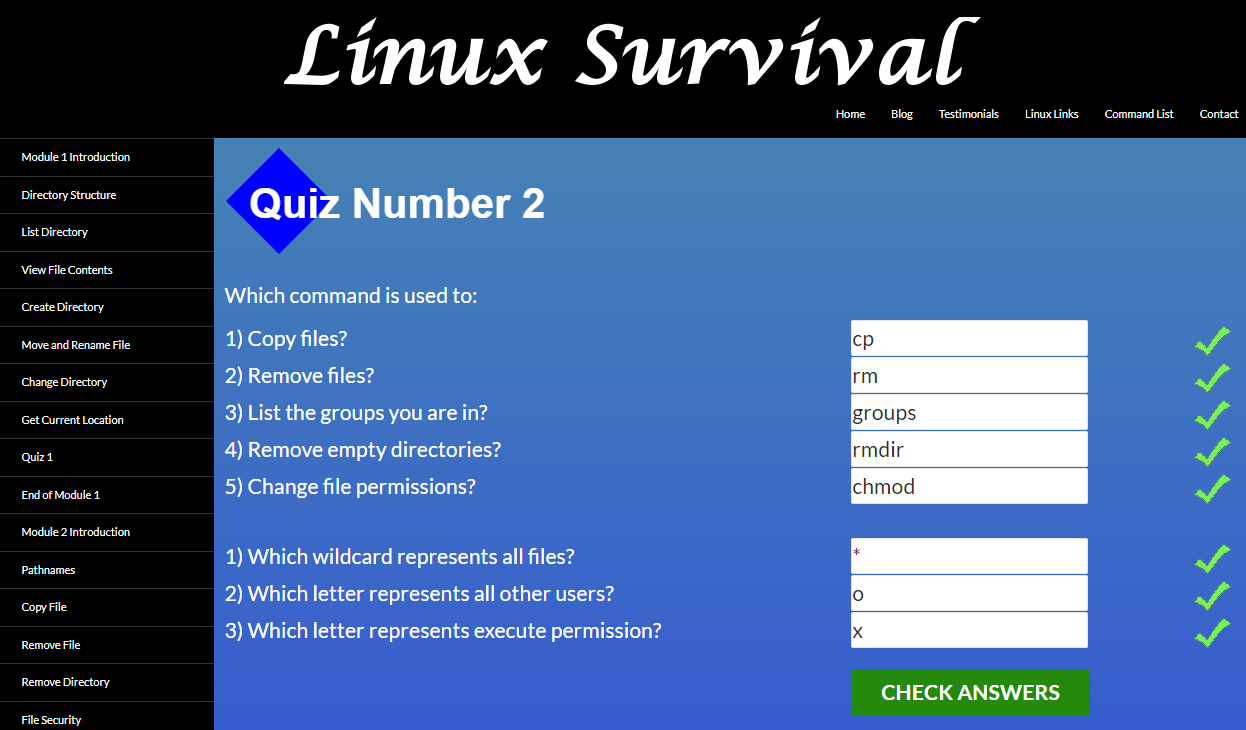 Linux Survival
Home Blog Testimonials Linux Links Command List Contact
Module 1 Introduction
Directory Structure
List Directory
View File Contents
Create Directory
Move and Rename File
Change Directory
Get Current Location
Quiz 1
End of Module 1
Module 2 Introduction
Pathnames
Copy File
Remove File
Remove Directory
File Security
Quiz Number 2
Which command is used to:
1) Copy files? cp
2) Remove files? rm
3) List the groups you are in? groups
4) Remove empty directories? rmdir
5) Change file permissions? chmod
1) Which wildcard represents all files? *
2) Which letter represents all other users? o
3) Which letter represents execute permission? x
CHECK ANSWERS